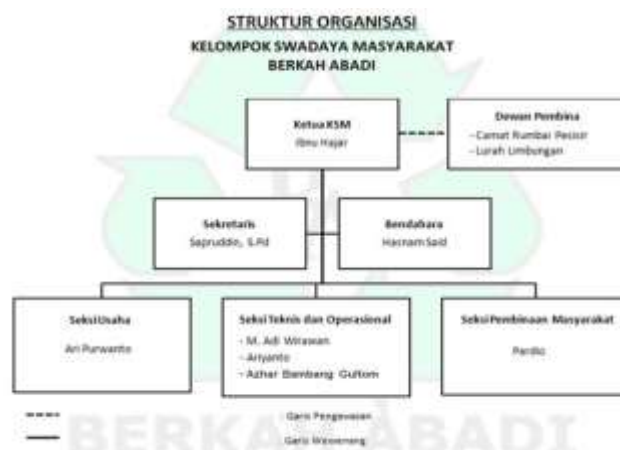 STRUKTUR ORGANISASI
KELOMPOK SWADAYA MASYARAKAT
BERKAH ABADI
Ketua KSM
Ibnu Hajar
Dewan Pembina
- Camat Rumbai Pesisir
- Lurah Limbungan
Sekretaris
Sapruddin, S.Pd
Bendahara
Hasnam Said
Seksi Usaha
Ari Purwanto
Seksi Teknis dan Operasional
- M. Adi Wirawan
- Ariyanto
- Azhar Bambang Gultom
Seksi Pembinaan Masyarakat
Garis Pengawasan
Garis Wewenang
BERKAH ABADI